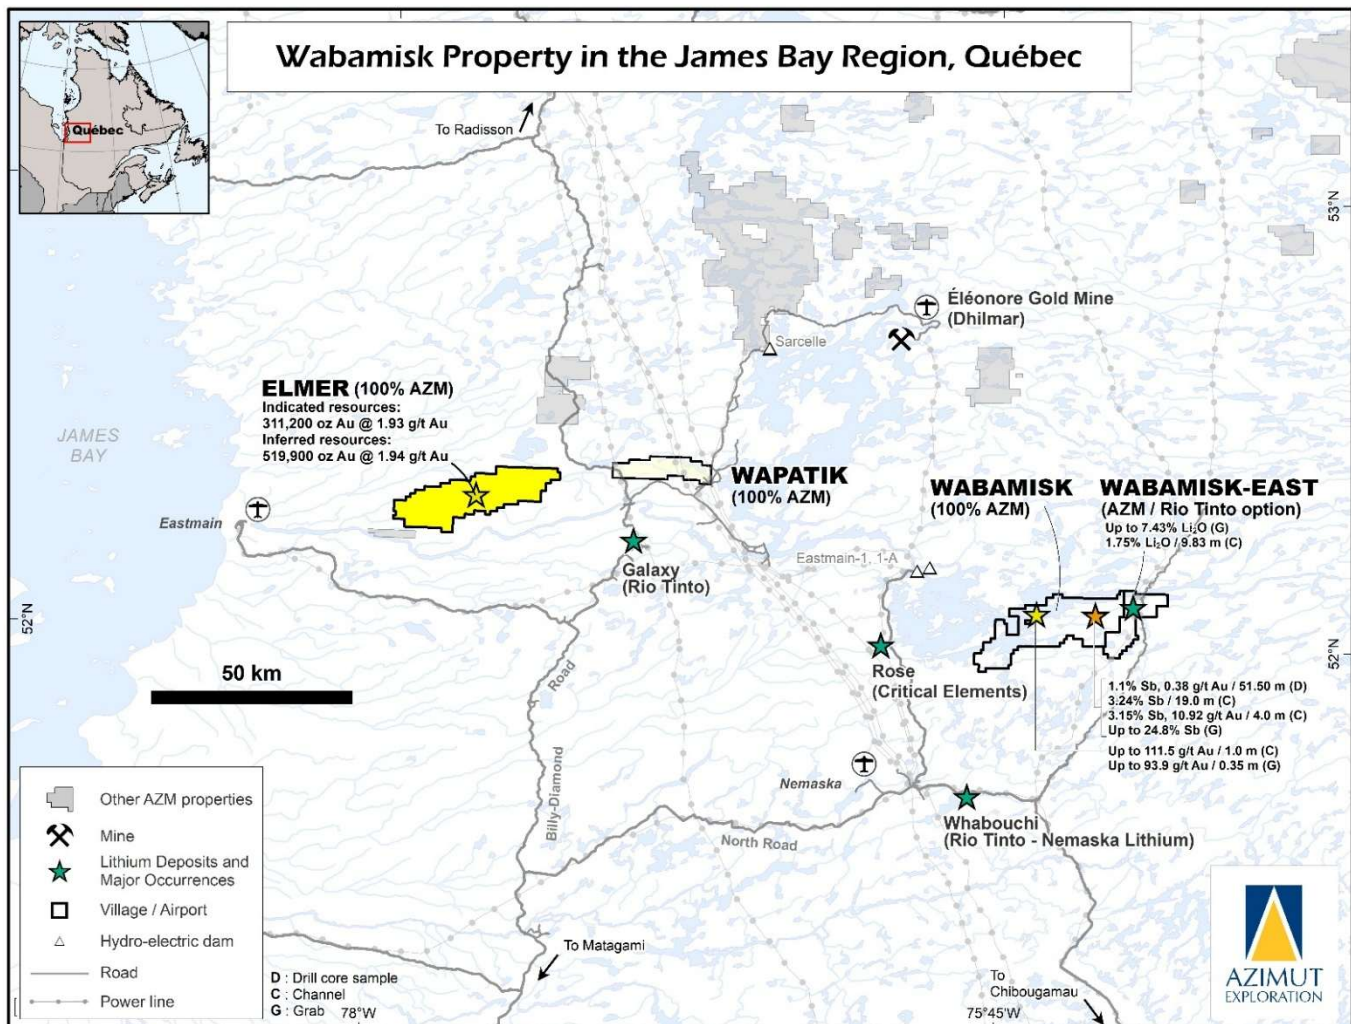 Wabamisk Property in the James Bay Region, Québec
Québec
To Radisson
53°N
Éléonore Gold Mine
(Dhilmar)
Sarcelle
ELMER (100% AZM)
Indicated resources:
311,200 oz Au @ 1.93 g/t Au
Inferred resources:
519,900 oz Au @ 1.94 g/t Au
JAMES
BAY
WAPATIK
(100% AZM)
WABAMISK
(100% AZM)
WABAMISK-EAST
(AZM / Rio Tinto option)
Up to 7.43% Li₂O (G)
1.75% Li₂O / 9.83 m (C)
Eastmain
Galaxy
(Rio Tinto)
Eastmain-1, 1-A
52°N
52°N
Rose
(Critical Elements)
50 km
Road
Billy-Diamond
1.1% Sb, 0.38 g/t Au / 51.50 m (D)
3.24% Sb / 19.0 m (C)
3.15% Sb, 10.92 g/t Au / 4.0 m (C)
Up to 24.8% Sb (G)
Up to 111.5 g/t Au / 1.0 m (C)
Up to 93.9 g/t Au / 0.35 m (G)
Nemaska
North Road
Whabouchi
(Rio Tinto - Nemaska Lithium)
Other AZM properties
Mine
Lithium Deposits and
Major Occurrences
Village / Airport
Hydro-electric dam
Road
Power line
D : Drill core sample
C : Channel
G : Grab
78°W
To Matagami
To
Chibougamau
75°45'W
AZIMUT
EXPLORATION